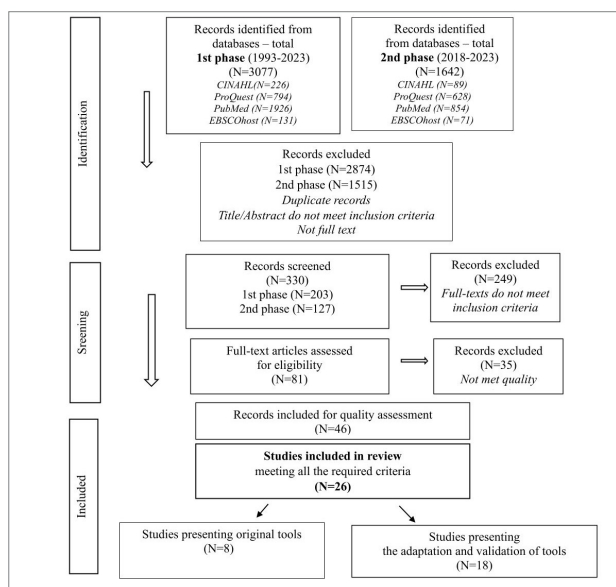 Identification
Records identified from
databases – total
1st phase (1993-2023)
(N=3077)
CINAHL(N=226)
ProQuest (N=794)
PubMed (N=1926)
EBSCOhost (N=131)
Records identified
from databases – total
2nd phase (2018-2023)
(N=1642)
CINAHL (N=89)
ProQuest (N=628)
PubMed (N=854)
EBSCOhost (N=71)
Records excluded
1st phase (N=2874)
2nd phase (N=1515)
Duplicate records
Title/Abstract do not meet inclusion criteria
Not full text
Sreening
Records screened
(N=330)
1st phase (N=203)
2nd phase (N=127)
Records excluded
(N=249)
Full-texts do not meet
inclusion criteria
Full-text articles assessed
for eligibility
(N=81)
Records excluded
(N=35)
Not met quality
Included
Records included for quality assessment
(N=46)
Studies included in review
meeting all the required criteria
(N=26)
Studies presenting original tools
(N=8)
Studies presenting
the adaptation and validation of tools
(N=18)